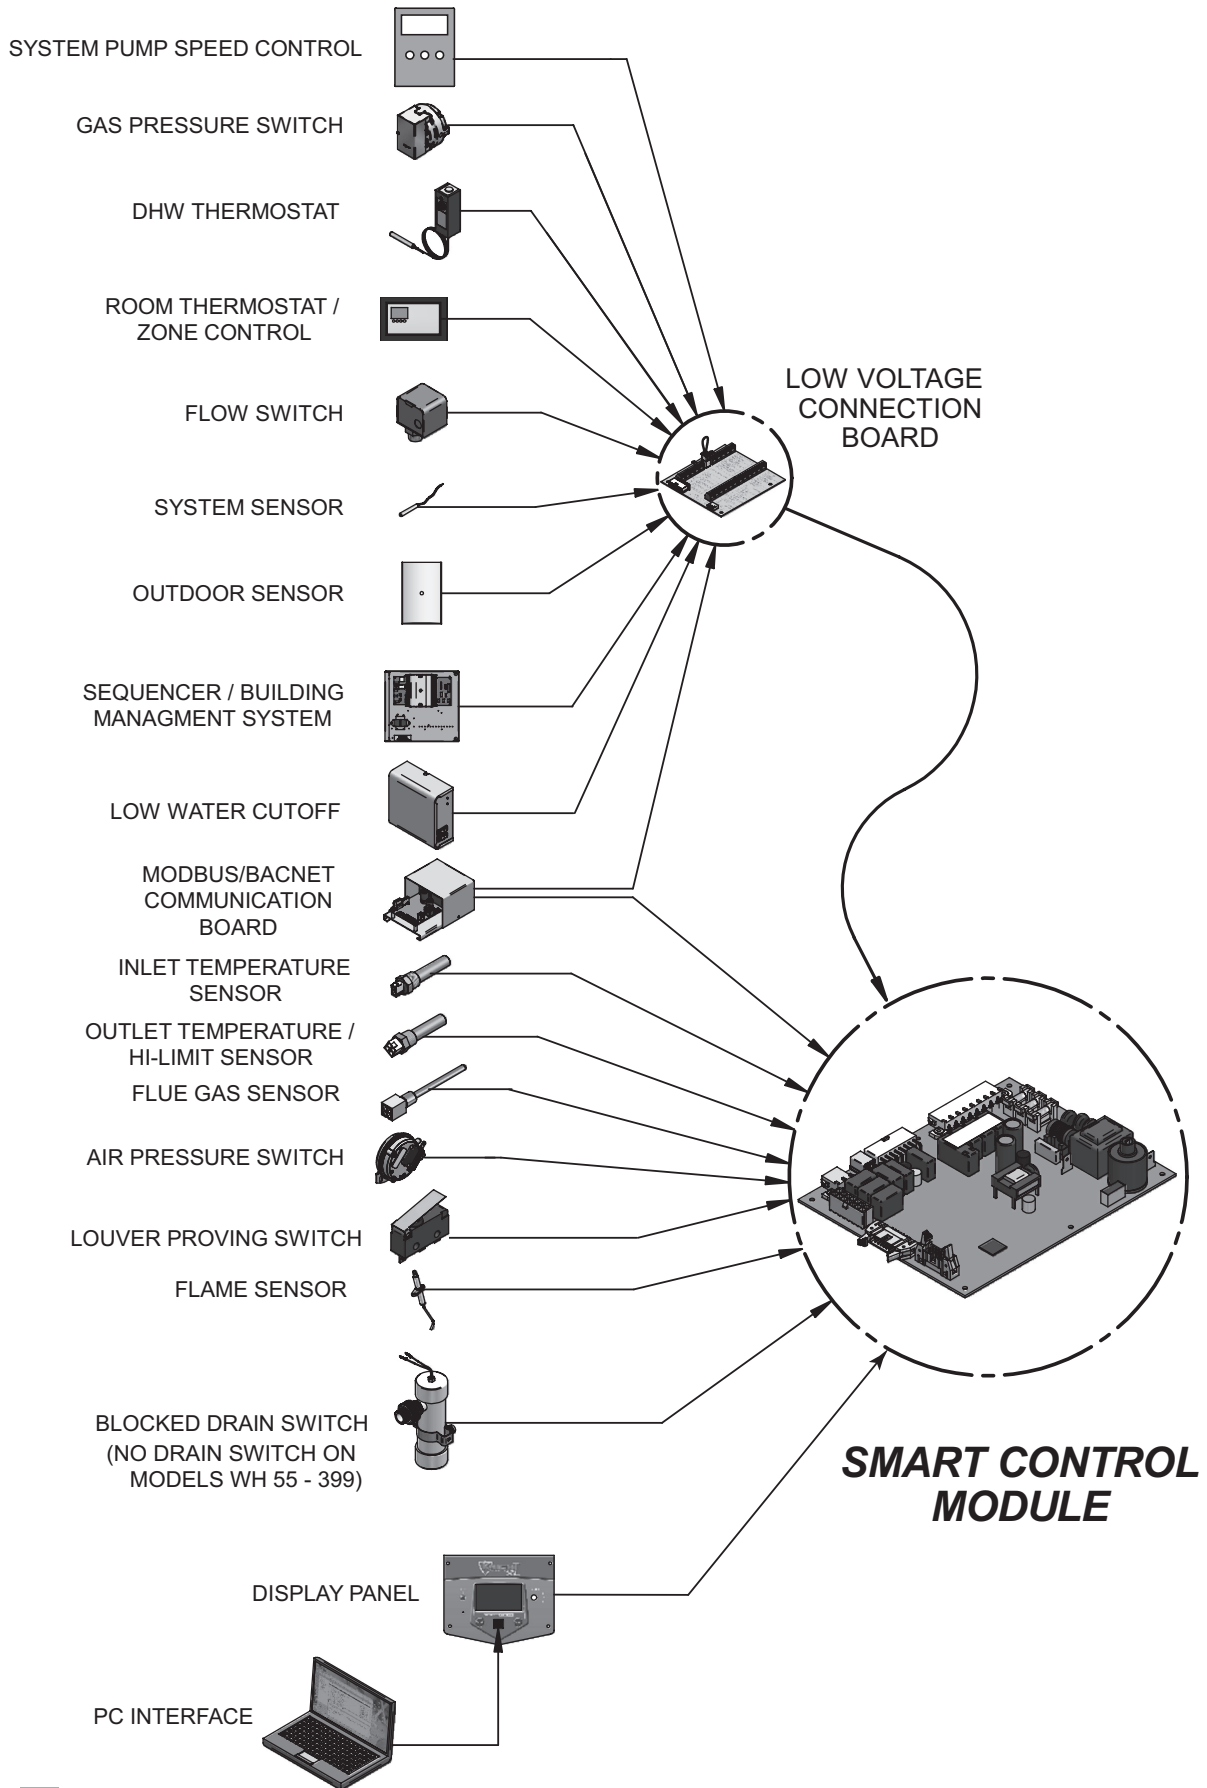 SYSTEM PUMP SPEED CONTROL
GAS PRESSURE SWITCH
DHW THERMOSTAT
ROOM THERMOSTAT /
ZONE CONTROL
FLOW SWITCH
LOW VOLTAGE
CONNECTION
BOARD
SYSTEM SENSOR
OUTDOOR SENSOR
SEQUENCER / BUILDING
MANAGMENT SYSTEM
LOW WATER CUTOFF
MODBUS/BACNET
COMMUNICATION
BOARD
INLET TEMPERATURE
SENSOR
OUTLET TEMPERATURE /
HI-LIMIT SENSOR
FLUE GAS SENSOR
AIR PRESSURE SWITCH
LOUVER PROVING SWITCH
FLAME SENSOR
BLOCKED DRAIN SWITCH
(NO DRAIN SWITCH ON
MODELS WH 55 - 399)
SMART CONTROL
MODULE
DISPLAY PANEL
PC INTERFACE